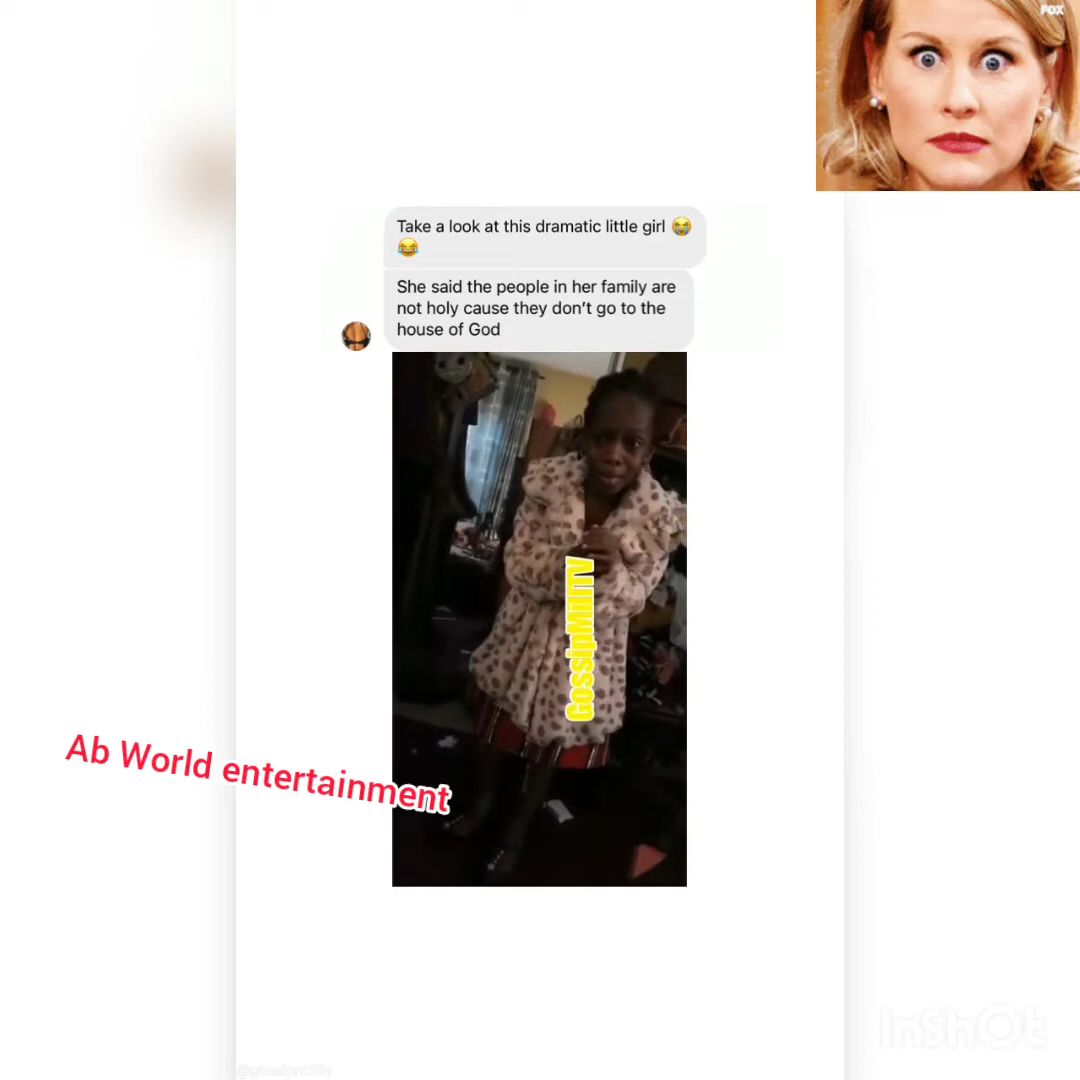 FOX
Take a look at this dramatic little girl 😭
😂
She said the people in her family are
not holy cause they don’t go to the
house of God
GossipMillTV
Ab World entertainment
InShOt